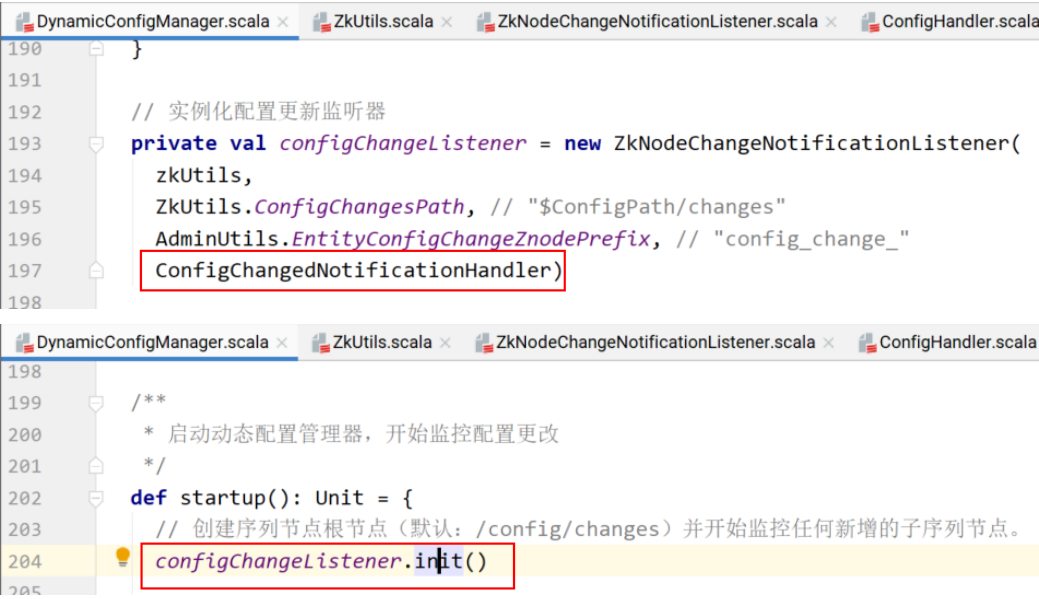 DynamicConfigManager.scala × ZkUtils.scala × ZkNodeChangeNotificationListener.scala × ConfigHandler.scala
190 }
191
192 // 实例化配置更新监听器
193 private val configChangeListener = new ZkNodeChangeNotificationListener(
194 zkUtils,
195 ZkUtils.ConfigChangesPath, // "$ConfigPath/changes"
196 AdminUtils.EntityConfigChangeZnodePrefix, // "config_change_"
197 ConfigChangedNotificationHandler)
198
DynamicConfigManager.scala × ZkUtils.scala × ZkNodeChangeNotificationListener.scala × ConfigHandler.scala
198
199 /**
200 * 启动动态配置管理器，开始监控配置更改
201 */
202 def startup(): Unit = {
203 // 创建序列节点根节点（默认：/config/changes）并开始监控任何新增的子序列节点。
204 configChangeListener.init()
205